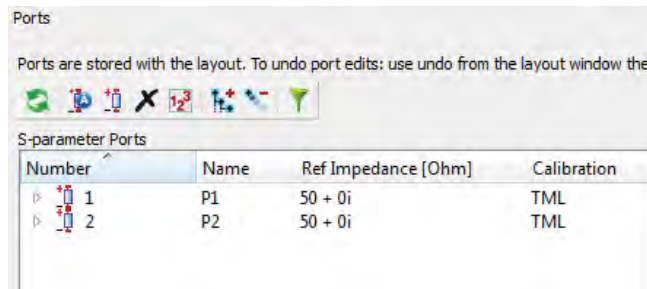 Ports
Ports are stored with the layout. To undo port edits: use undo from the layout window the
S-parameter Ports
Number Name Ref Impedance [Ohm] Calibration
1 P1 50 + 0i TML
2 P2 50 + 0i TML